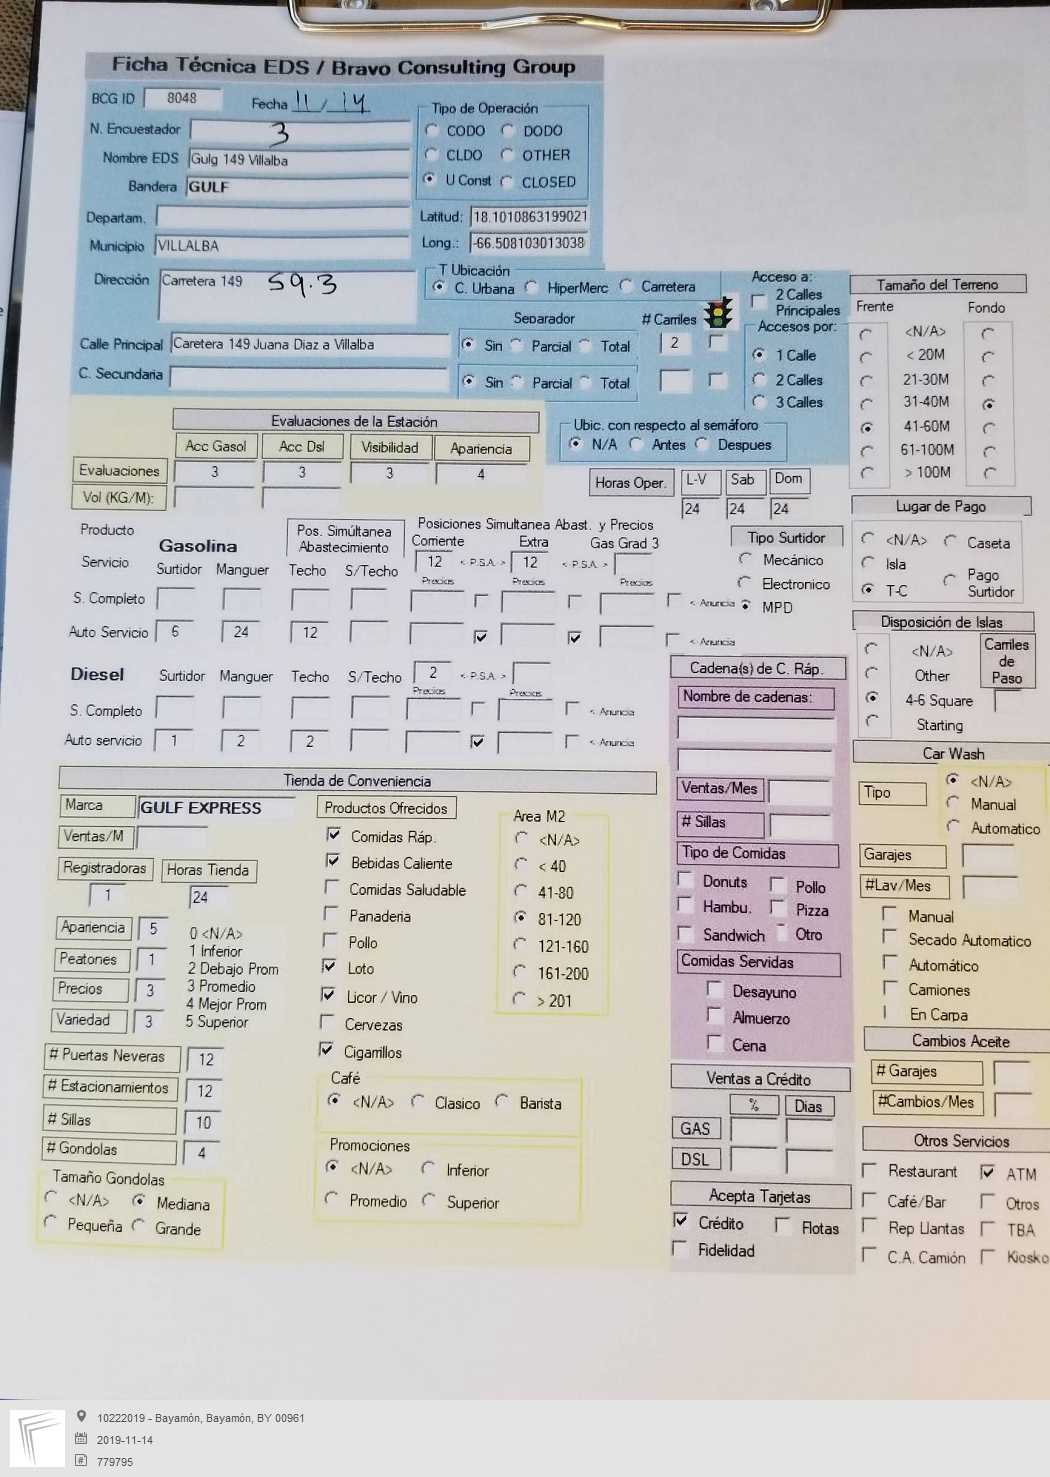 Ficha Técnica EDS / Bravo Consulting Group
BCG ID 8048 Fecha 11 / 14
N. Encuestador 3
Nombre EDS Gulg 149 Villalba
Bandera GULF
Departam.
Municipio VILLALBA
Dirección Carretera 149 59.3
Calle Principal Caretera 149 Juana Diaz a Villalba
C. Secundaria
Tipo de Operación
CODO DODO
CLDO OTHER
U Const CLOSED
Latitud: 18.1010863199021
Long.: -66.508103013038
T Ubicación
C. Urbana HiperMerc Carretera
Separador # Carriles
Sin Parcial Total 2
Sin Parcial Total
Acceso a:
2 Calles Principales
Accesos por:
1 Calle
2 Calles
3 Calles
Ubic. con respecto al semáforo
N/A Antes Despues
Tamaño del Terreno
Frente Fondo
<N/A>
< 20M
21-30M
31-40M
41-60M
61-100M
> 100M
Evaluaciones de la Estación
Acc Gasol Acc Dsl Visibilidad Apariencia
Evaluaciones 3 3 3 4
Vol (KG/M):
Horas Oper. L-V Sab Dom
24 24 24
Lugar de Pago
<N/A> Caseta
Isla Pago Surtidor
T-C
Producto Pos. Simúltanea Abastecimiento Posiciones Simultanea Abast. y Precios
Gasolina Corriente Extra Gas Grad 3
Servicio Surtidor Manguer Techo S/Techo 12 < P.S.A. > 12 < P.S.A. >
Precios Precios Precios
S. Completo <- Anuncia
Auto Servicio 6 24 12 <- Anuncia
Tipo Surtidor
Mecánico
Electronico
MPD
Diesel Surtidor Manguer Techo S/Techo 2 < P.S.A. >
Precios Precios
S. Completo <- Anuncia
Auto servicio 1 2 2 <- Anuncia
Disposición de Islas
<N/A> Carriles de Paso
Other
4-6 Square
Starting
Cadena(s) de C. Ráp.
Nombre de cadenas:
Ventas/Mes
# Sillas
Tipo de Comidas
Donuts Pollo
Hambu. Pizza
Sandwich Otro
Comidas Servidas
Desayuno
Almuerzo
Cena
Car Wash
Tipo <N/A>
Manual
Automatico
Garajes
#Lav/Mes
Manual
Secado Automatico
Automático
Camiones
En Carpa
Tienda de Conveniencia
Marca GULF EXPRESS
Ventas/M
Registradoras Horas Tienda
1 24
Apariencia 5
Peatones 1
Precios 3
Variedad 3
0 <N/A>
1 Inferior
2 Debajo Prom
3 Promedio
4 Mejor Prom
5 Superior
# Puertas Neveras 12
# Estacionamientos 12
# Sillas 10
# Gondolas 4
Tamaño Gondolas
<N/A> Mediana
Pequeña Grande
Productos Ofrecidos
Comidas Ráp.
Bebidas Caliente
Comidas Saludable
Panaderia
Pollo
Loto
Licor / Vino
Cervezas
Cigarrillos
Area M2
<N/A>
< 40
41-80
81-120
121-160
161-200
> 201
Café
<N/A> Clasico Barista
Promociones
<N/A> Inferior
Promedio Superior
Ventas a Crédito
% Dias
GAS
DSL
Acepta Tarjetas
Crédito Flotas
Fidelidad
Cambios Aceite
# Garajes
#Cambios/Mes
Otros Servicios
Restaurant ATM
Café/Bar Otros
Rep Llantas TBA
C.A. Camión Kiosko
10222019 - Bayamón, Bayamón, BY 00961
2019-11-14
779795